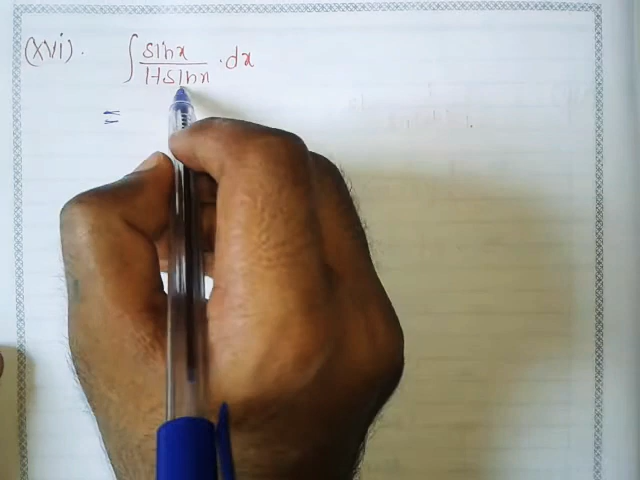 (xvi). ∫ sinx / 1+sinx · dx
=